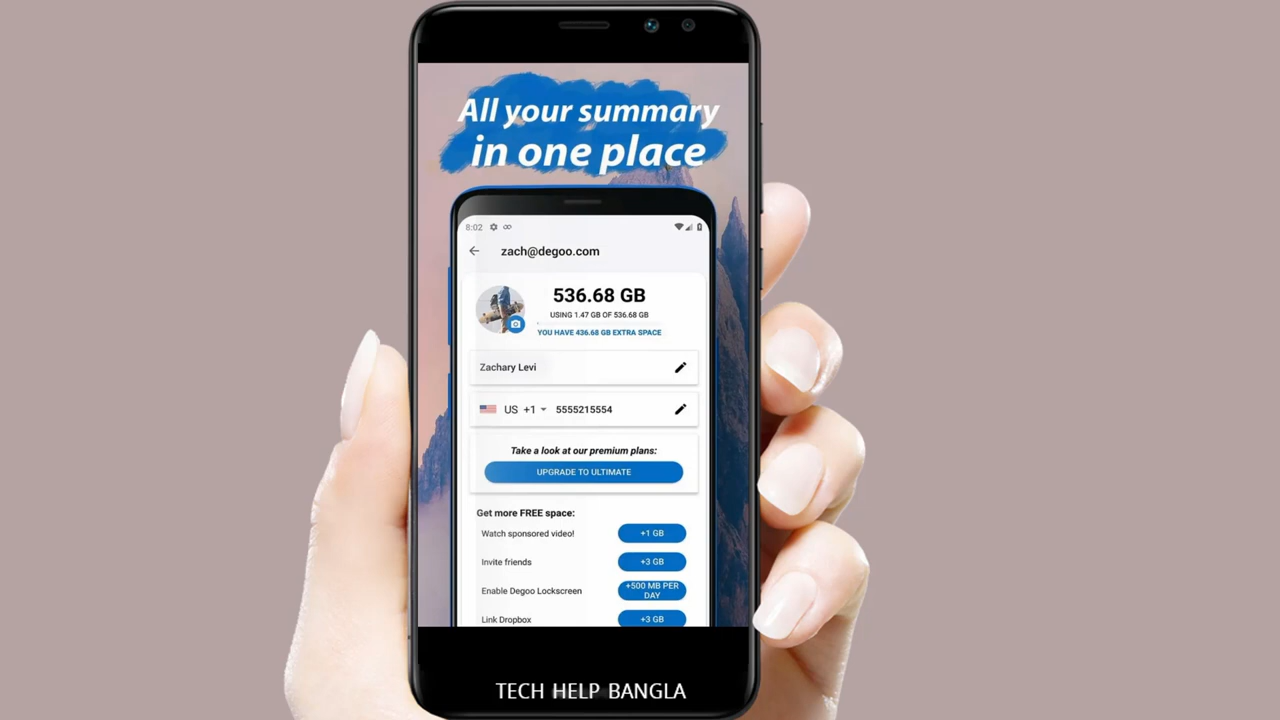 All your summary
in one place
8:02
zach@degoo.com
536.68 GB
USING 1.47 GB OF 536.68 GB
YOU HAVE 436.68 GB EXTRA SPACE
Zachary Levi
US +1 5555215554
Take a look at our premium plans:
UPGRADE TO ULTIMATE
Get more FREE space:
Watch sponsored video! +1 GB
Invite friends +3 GB
Enable Degoo Lockscreen +500 MB PER
DAY
Link Dropbox +3 GB
TECH HELP BANGLA